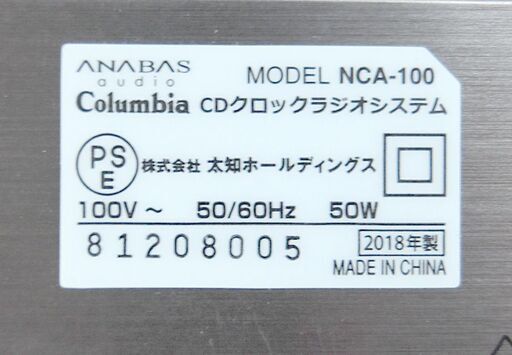 ANABAS
audio
MODEL NCA-100
Columbia CDクロックラジオシステム
PS
E
株式会社 太知ホールディングス
100V～ 50/60Hz 50W
81208005
2018年製
MADE IN CHINA